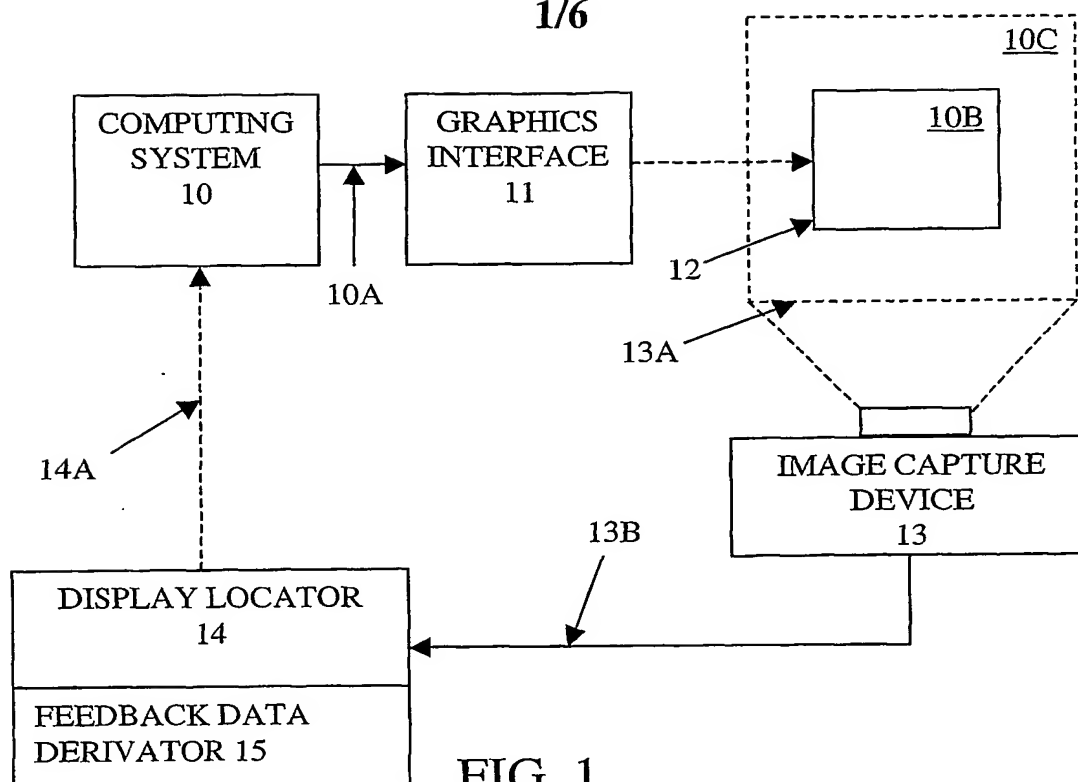 1/6
10C
COMPUTING
SYSTEM
10
GRAPHICS
INTERFACE
11
10B
12
10A
13A
14A
IMAGE CAPTURE
DEVICE
13
13B
DISPLAY LOCATOR
14
FEEDBACK DATA
DERIVATOR 15
FIG. 1